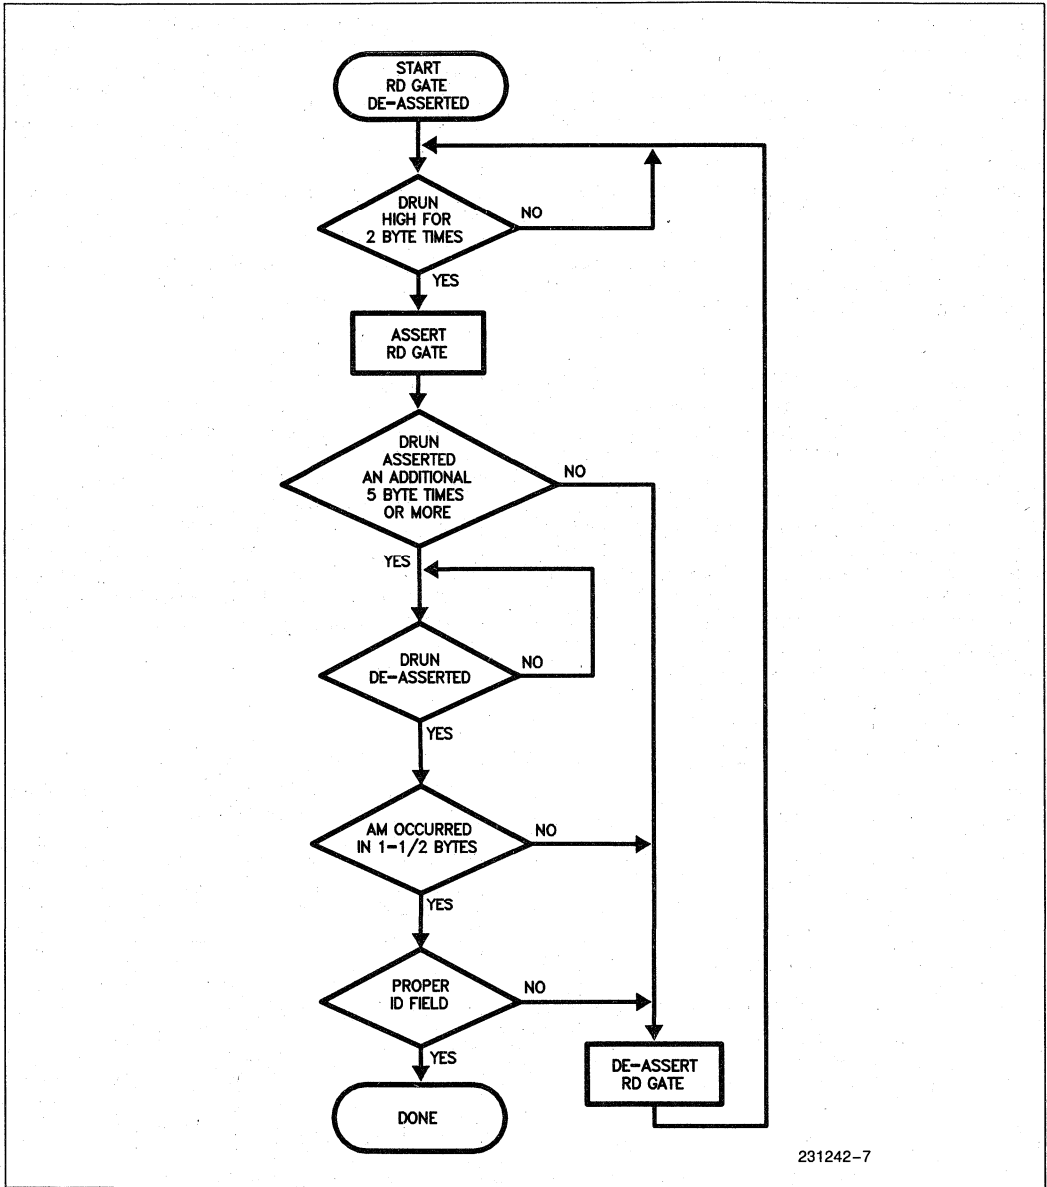 START
RD GATE
DE-ASSERTED
DRUN
HIGH FOR
2 BYTE TIMES
NO
YES
ASSERT
RD GATE
DRUN
ASSERTED
AN ADDITIONAL
5 BYTE TIMES
OR MORE
NO
YES
DRUN
DE-ASSERTED
NO
YES
AM OCCURRED
IN 1-1/2 BYTES
NO
YES
PROPER
ID FIELD
NO
YES
DE-ASSERT
RD GATE
DONE
231242-7